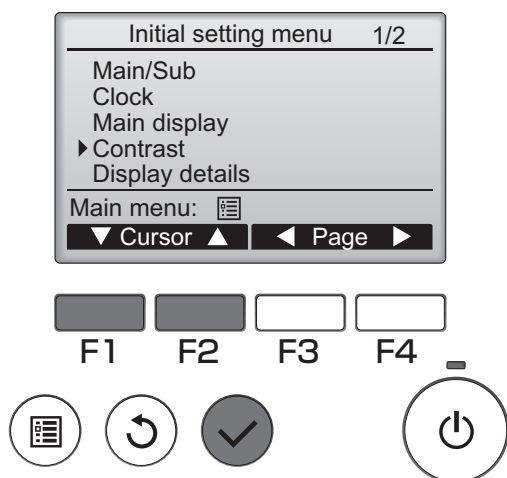 Initial setting menu 1/2
Main/Sub
Clock
Main display
Contrast
Display details
Main menu:
Cursor Page
F1 F2 F3 F4